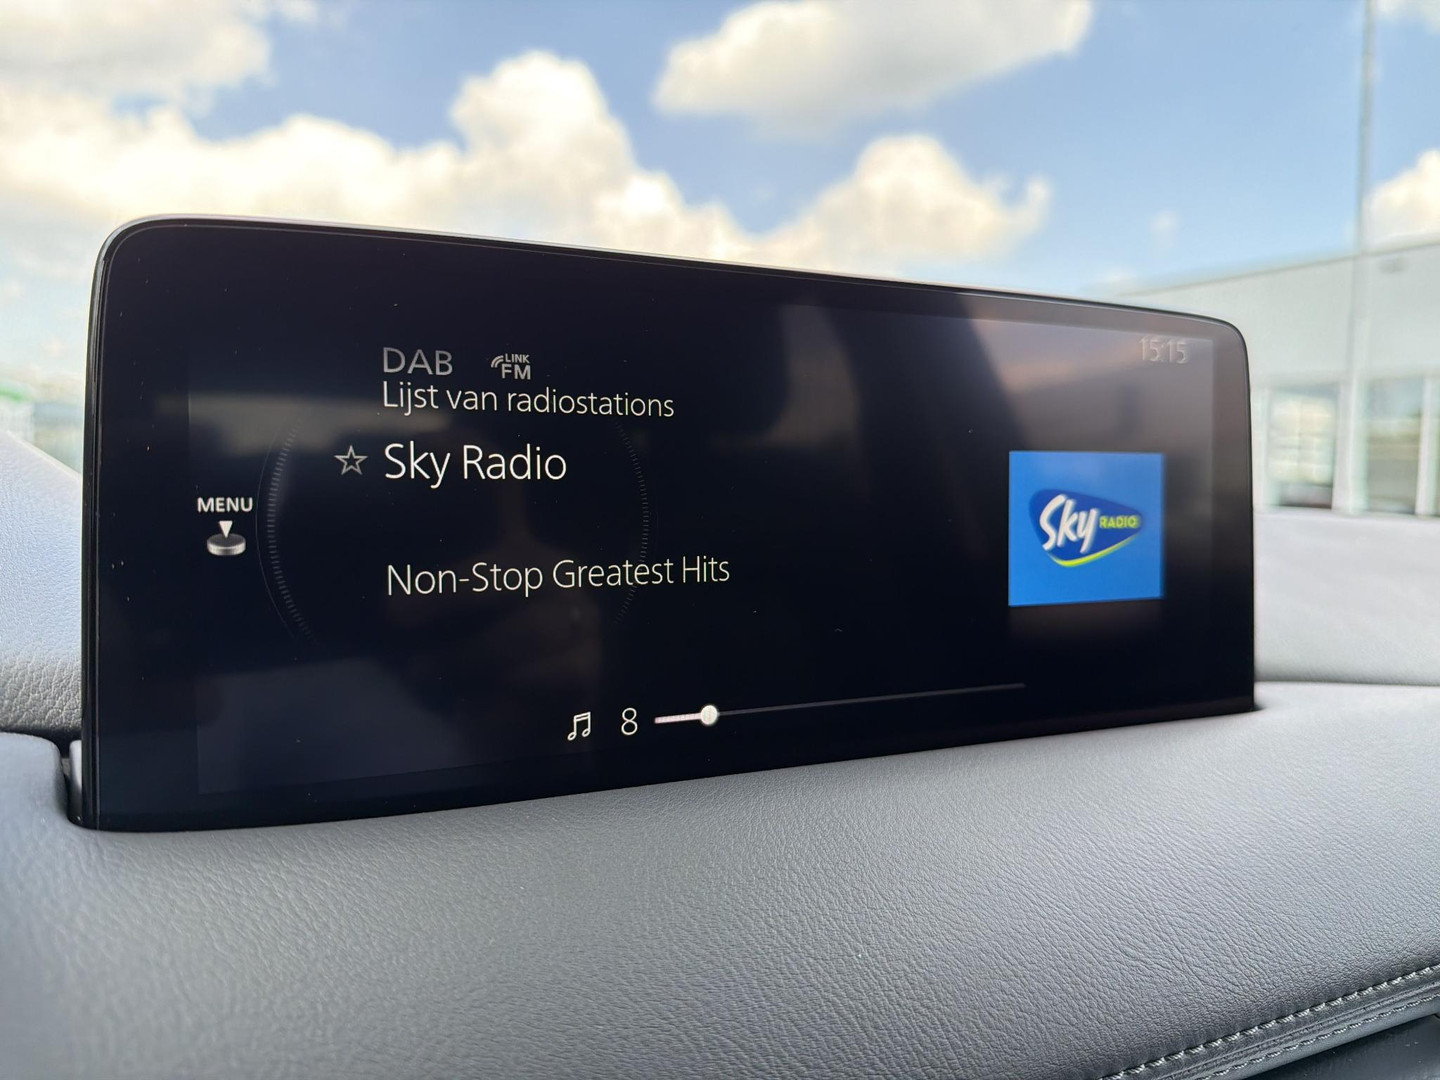 DAB LINK FM 15:15
Lijst van radiostations
Sky Radio
MENU
Sky RADIO
Non-Stop Greatest Hits
8